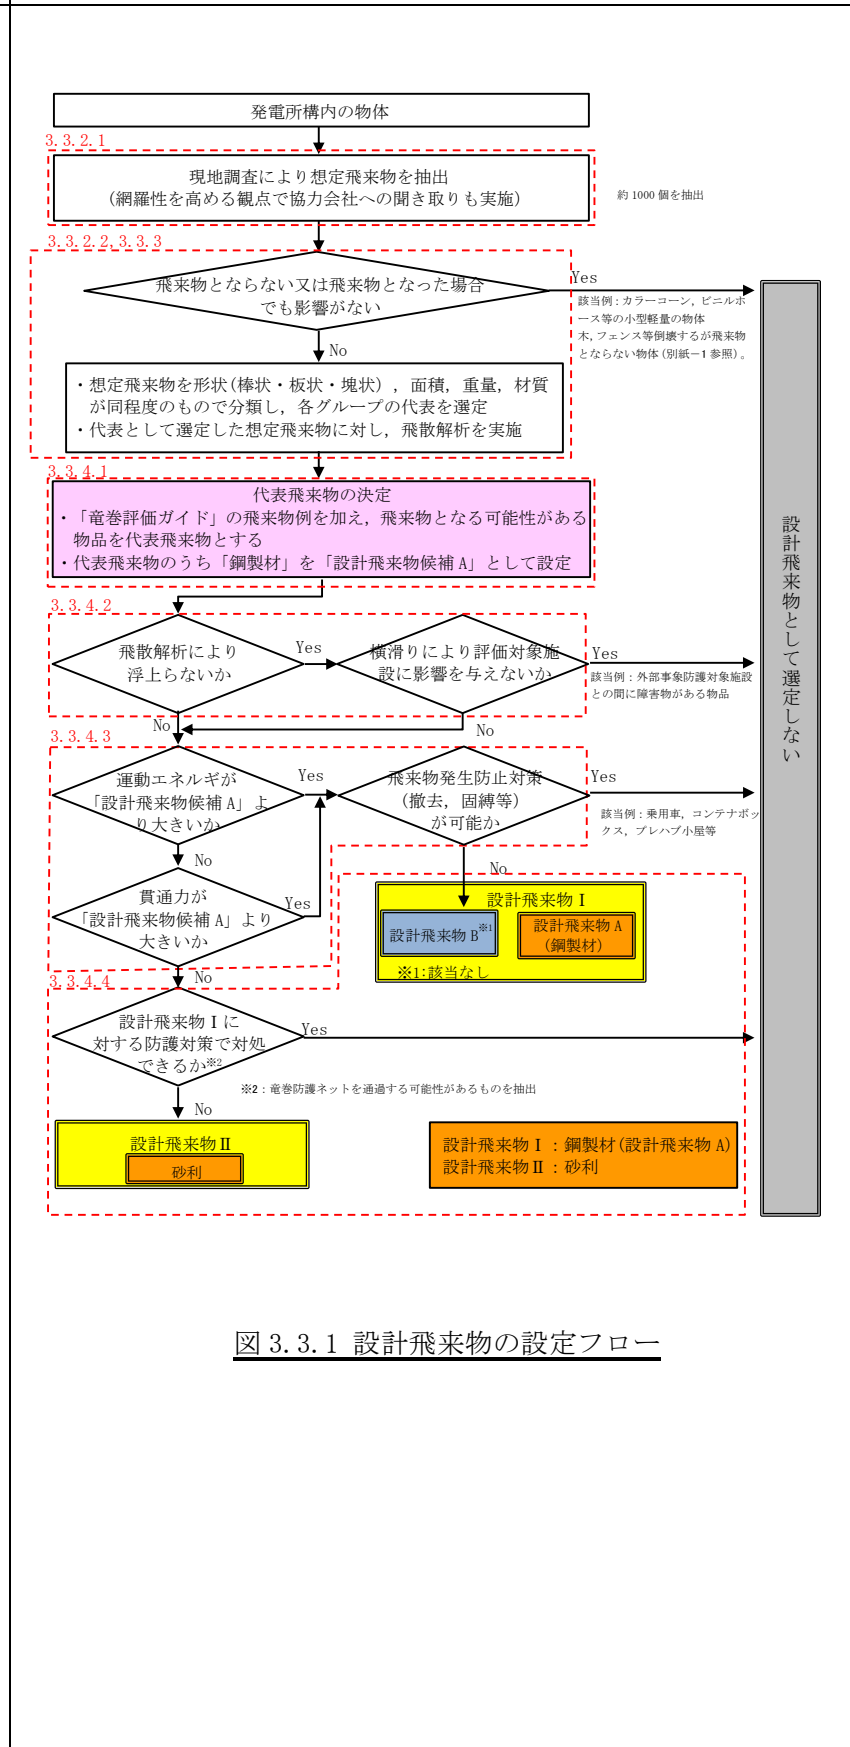 発電所構内の物体
3.3.2.1
現地調査により想定飛来物を抽出
(網羅性を高める観点で協力会社への聞き取りも実施)
約1000個を抽出
3.3.2.2,3.3.3
飛来物とならない又は飛来物となった場合
でも影響がない
Yes
該当例:カラーコーン, ビニルホ
ース等の小型軽量の物体
木,フェンス等倒壊するが飛来物
とならない物体(別紙-1参照)。
No
・想定飛来物を形状(棒状・板状・塊状), 面積, 重量, 材質
が同程度のもので分類し, 各グループの代表を選定
・代表として選定した想定飛来物に対し, 飛散解析を実施
3.3.4.1
代表飛来物の決定
・「竜巻評価ガイド」の飛来物例を加え, 飛来物となる可能性がある
物品を代表飛来物とする
・代表飛来物のうち「鋼製材」を「設計飛来物候補A」として設定
設計飛来物として選定しない
3.3.4.2
飛散解析により
浮上らないか
Yes
横滑りにより評価対象施
設に影響を与えないか
Yes
該当例:外部事象防護対象施設
との間に障害物がある物品
No
No
3.3.4.3
運動エネルギが
「設計飛来物候補A」よ
り大きいか
Yes
飛来物発生防止対策
(撤去, 固縛等)
が可能か
Yes
該当例:乗用車, コンテナボッ
クス, プレハブ小屋等
No
No
貫通力が
「設計飛来物候補A」より
大きいか
Yes
設計飛来物Ⅰ
設計飛来物B※1
設計飛来物A
(鋼製材)
※1:該当なし
No
3.3.4.4
設計飛来物Ⅰに
対する防護対策で対処
できるか※2
Yes
※2:竜巻防護ネットを通過する可能性があるものを抽出
No
設計飛来物Ⅱ
砂利
設計飛来物Ⅰ:鋼製材(設計飛来物A)
設計飛来物Ⅱ:砂利
図3.3.1 設計飛来物の設定フロー